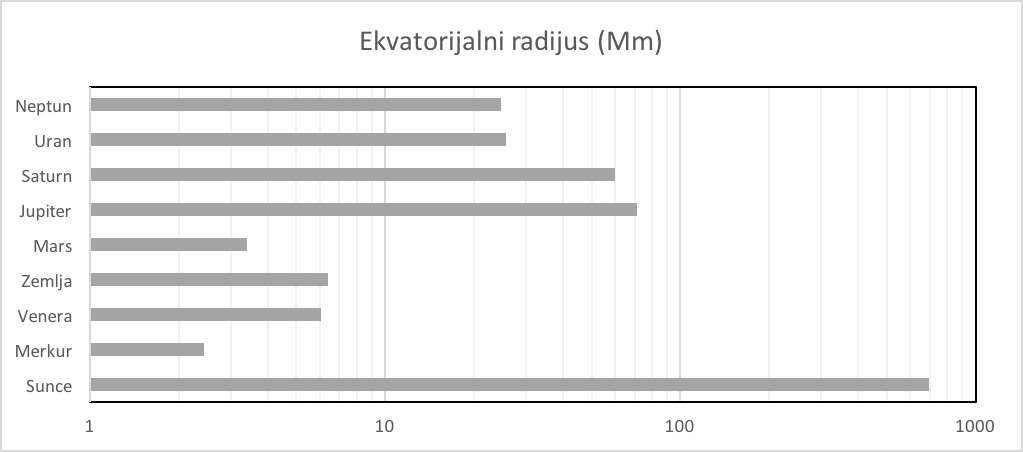 Ekvatorijalni radijus (Mm)
Neptun
Uran
Saturn
Jupiter
Mars
Zemlja
Venera
Merkur
Sunce
1 10 100 1000